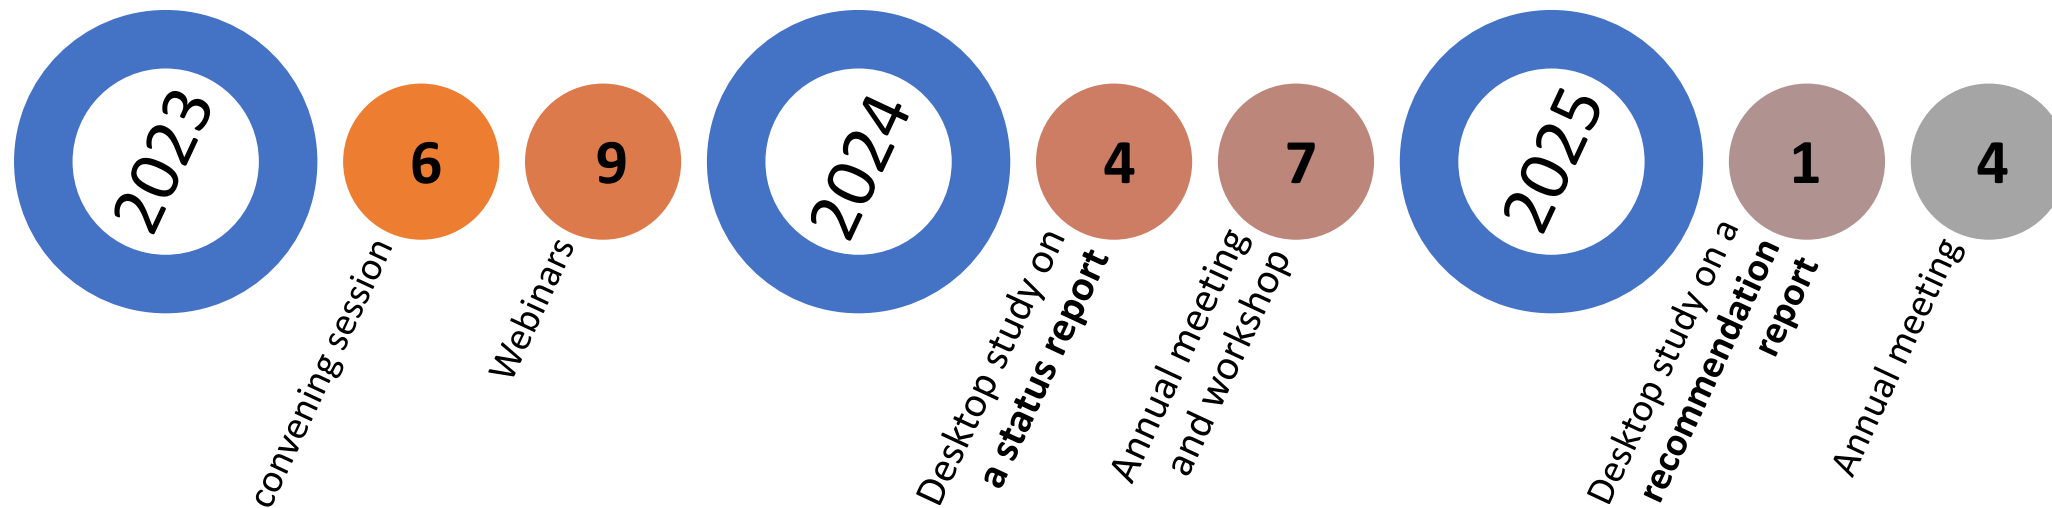 2023
6
convening session
9
Webinars
2024
4
Desktop study on
a status report
7
Annual meeting
and workshop
2025
1
Desktop study on a
recommendation
report
4
Annual meeting